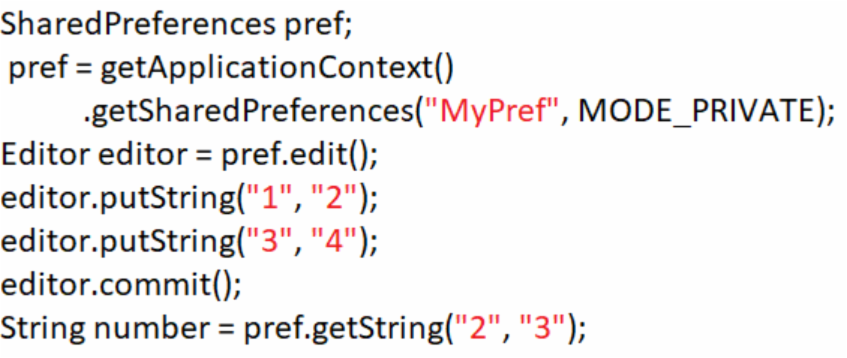 SharedPreferences pref;
pref = getApplicationContext()
.getSharedPreferences("MyPref", MODE_PRIVATE);
Editor editor = pref.edit();
editor.putString("1", "2");
editor.putString("3", "4");
editor.commit();
String number = pref.getString("2", "3");